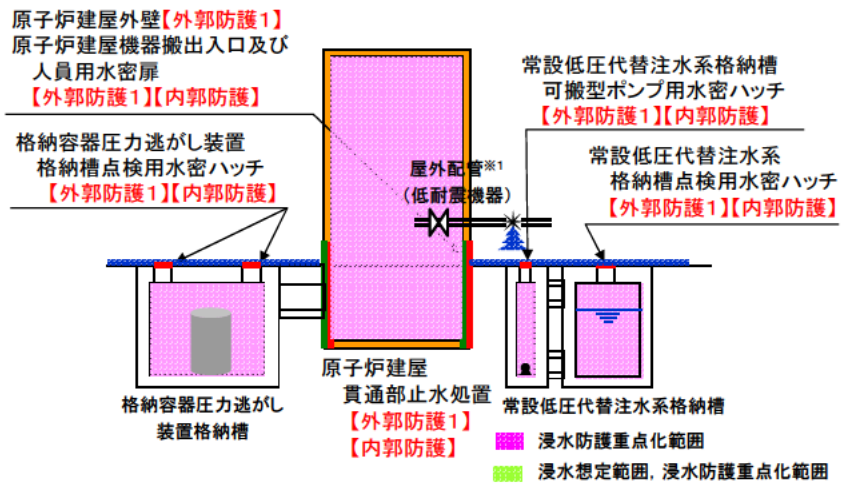 原子炉建屋外壁【外郭防護1】
原子炉建屋機器搬出入口及び
人員用水密扉
【外郭防護1】【内郭防護】
格納容器圧力逃がし装置
格納槽点検用水密ハッチ
【外郭防護1】【内郭防護】
屋外配管※1
(低耐震機器)
常設低圧代替注水系格納槽
可搬型ポンプ用水密ハッチ
【外郭防護1】【内郭防護】
常設低圧代替注水系
格納槽点検用水密ハッチ
【外郭防護1】【内郭防護】
格納容器圧力逃がし
装置格納槽
原子炉建屋
貫通部止水処置
【外郭防護1】
【内郭防護】
常設低圧代替注水系格納槽
浸水防護重点化範囲
浸水想定範囲，浸水防護重点化範囲